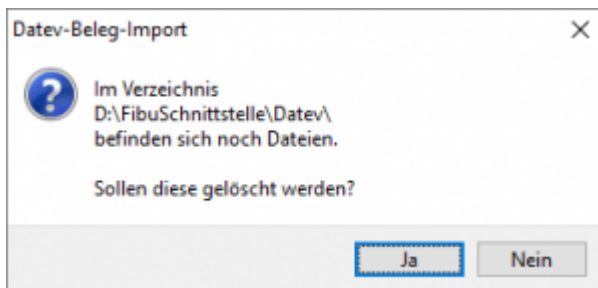 Datev-Beleg-Import
Im Verzeichnis
D:\FibuSchnittstelle\Datev\
befinden sich noch Dateien.
Sollen diese gelöscht werden?
Ja
Nein